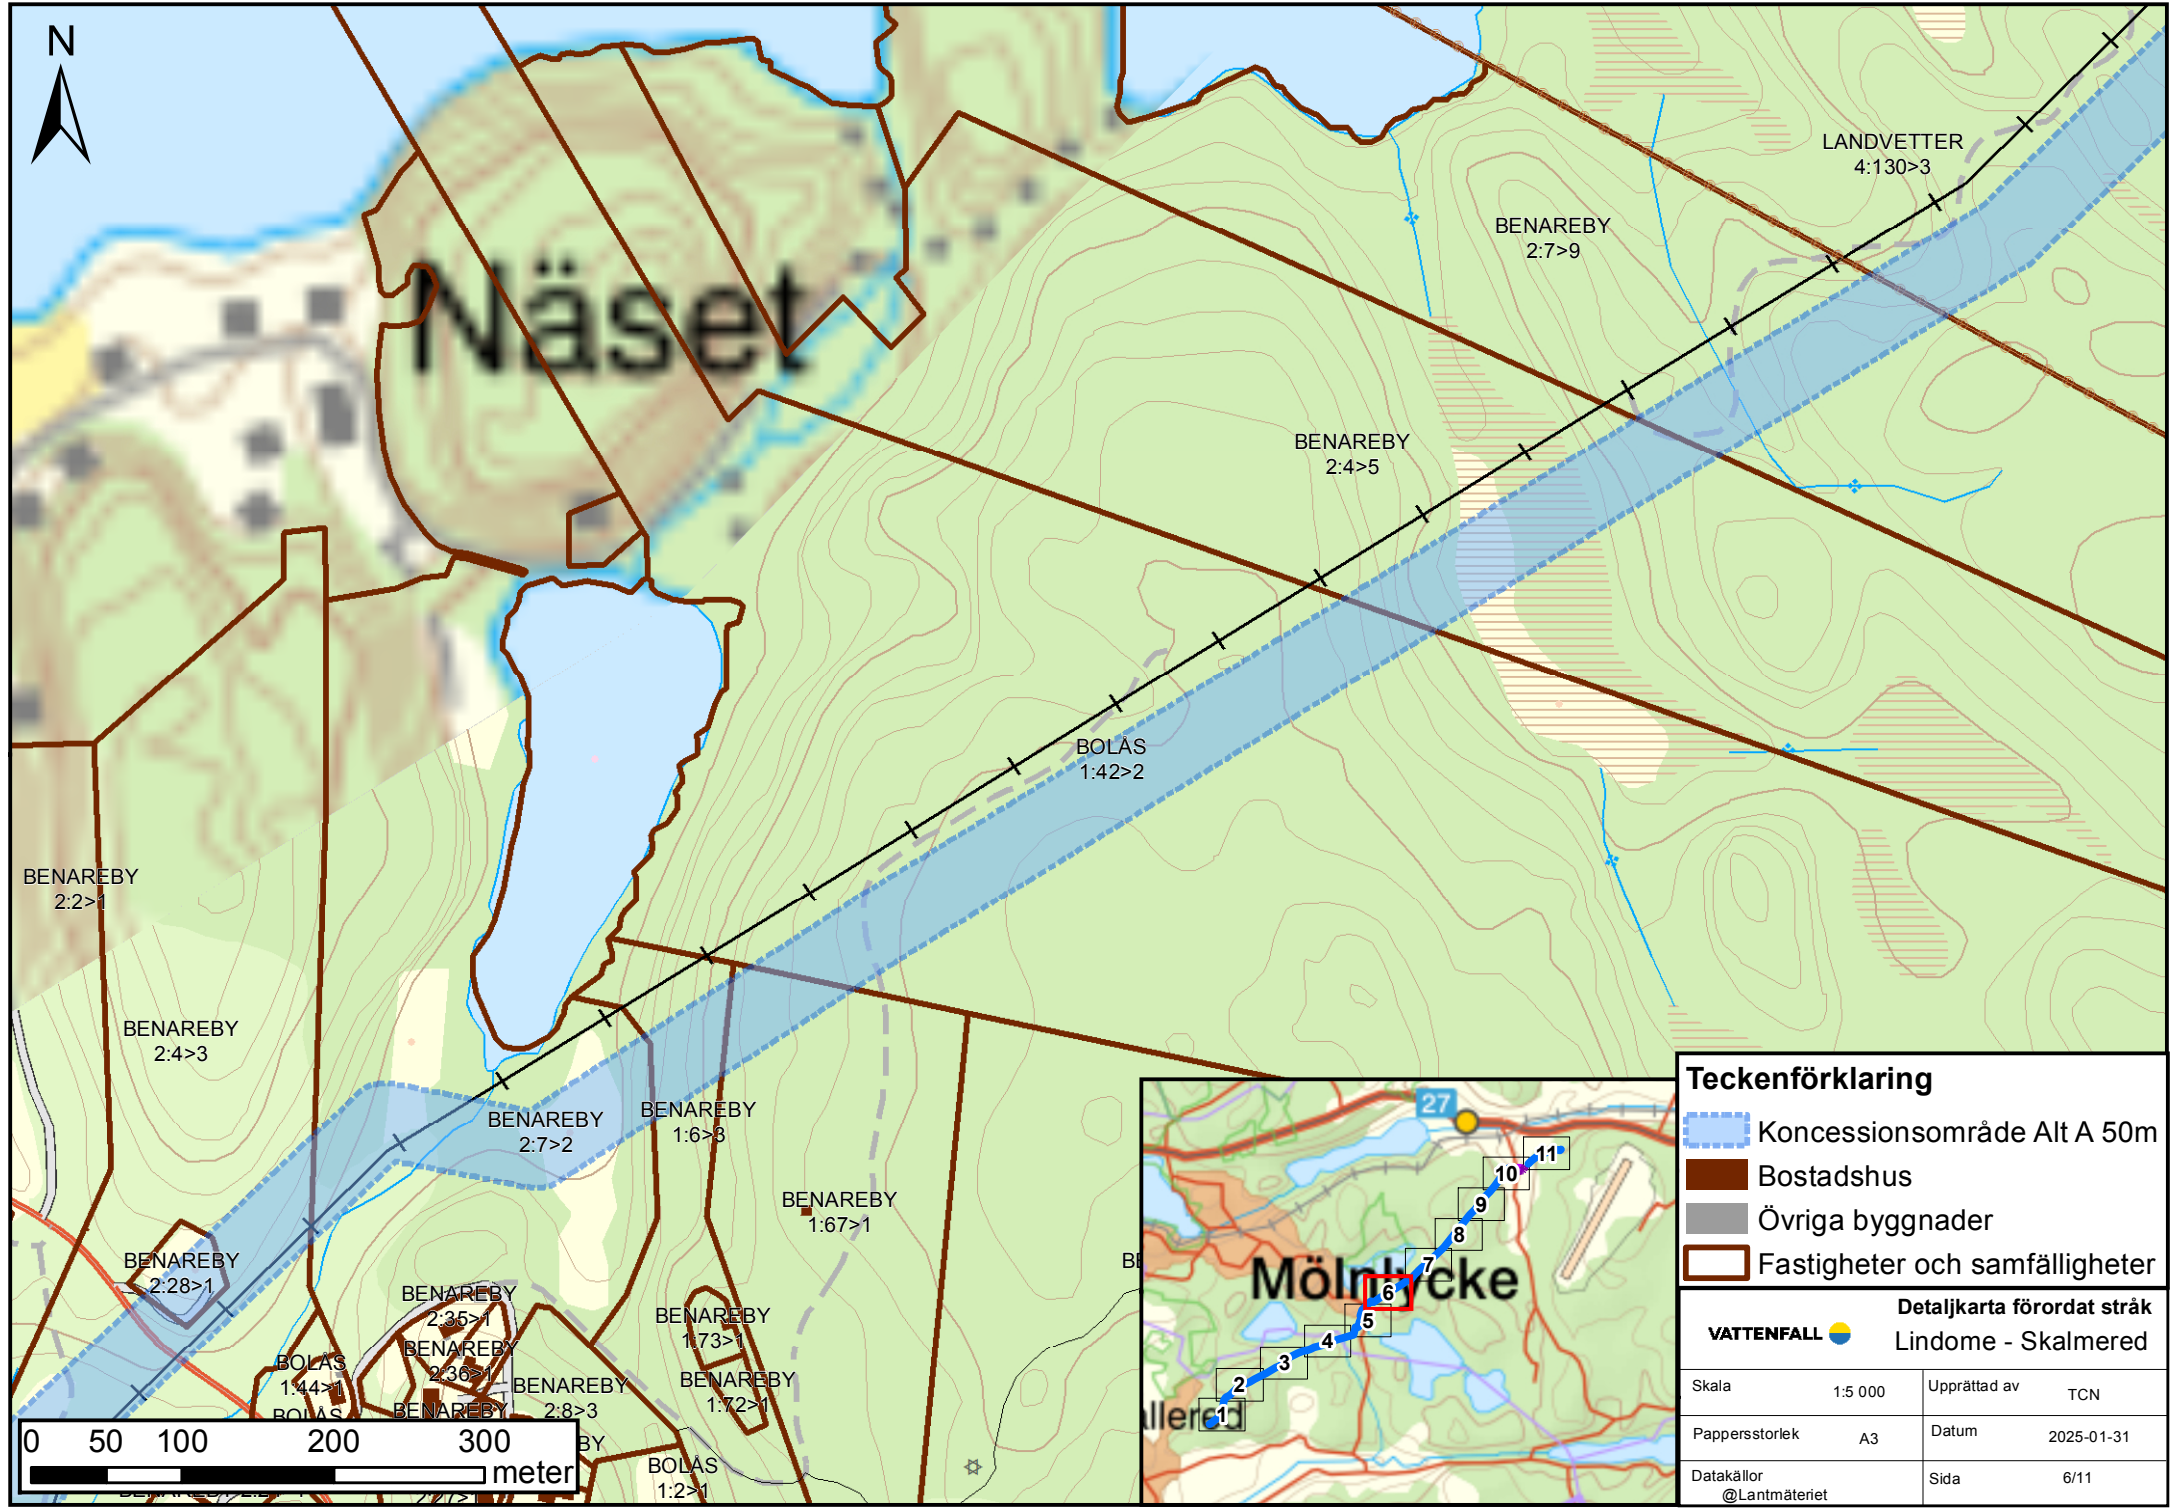 N
Näset
LANDVETTER
4:130>3
BENAREBY
2:7>9
BENAREBY
2:4>5
BOLÅS
1:42>2
BENAREBY
2:2>1
BENAREBY
2:4>3
BENAREBY
2:7>2
BENAREBY
1:6>3
BENAREBY
1:67>1
BENAREBY
2:28>1
BENAREBY
2:35>1
BENAREBY
2:36>1
BENAREBY
1:73>1
BENAREBY
1:72>1
BOLÅS
1:44>1
BOLÅS
BENAREBY
BENAREBY
2:8>3
BY
BOLÅS
1:2>1
BE
0 50 100 200 300
meter
27
Mölnlycke
allered
1
2
3
4
5
6
7
8
9
10
11
Teckenförklaring
Koncessionsområde Alt A 50m
Bostadshus
Övriga byggnader
Fastigheter och samfälligheter
VATTENFALL
Detaljkarta förordat stråk
Lindome - Skalmered
Skala 1:5 000 Upprättad av TCN
Pappersstorlek A3 Datum 2025-01-31
Datakällor
@Lantmäteriet
Sida 6/11